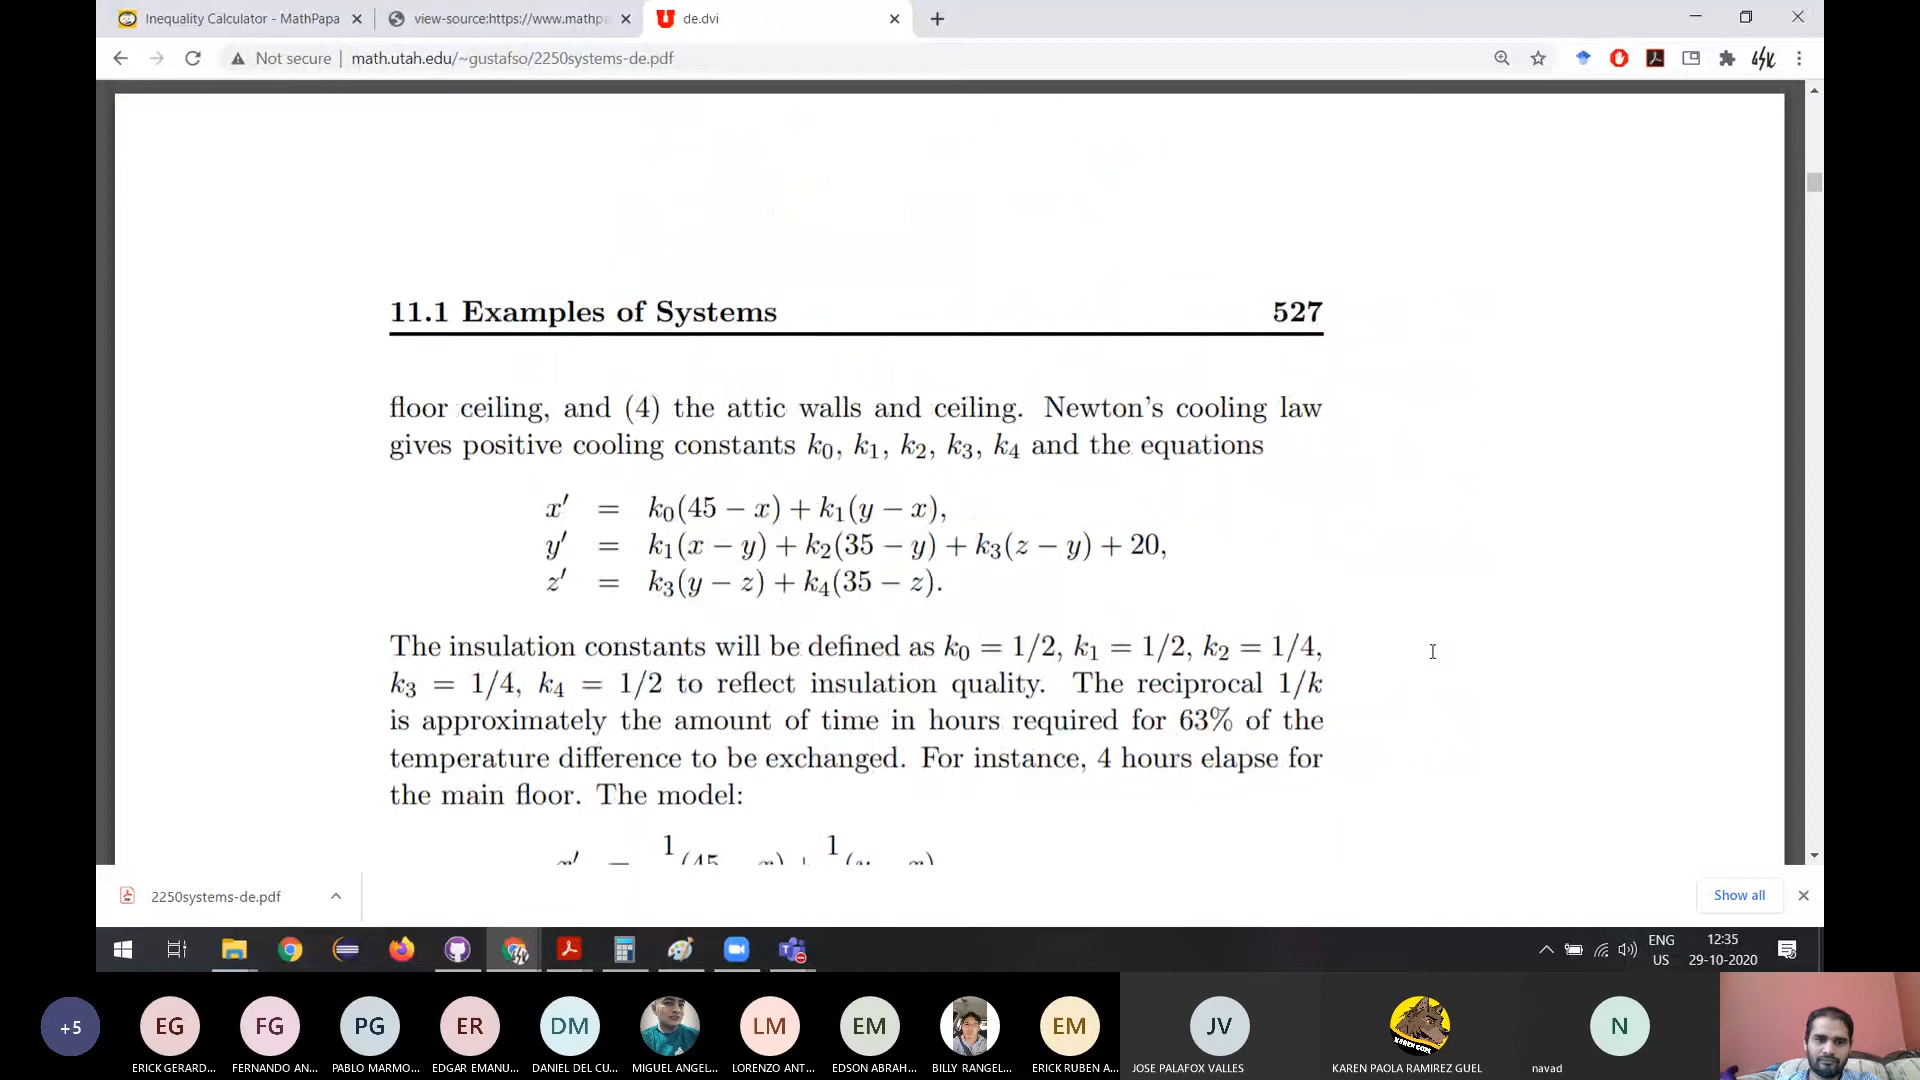 Inequality Calculator - MathPapa
view-source:https://www.mathpa
de.dvi
Not secure | math.utah.edu/~gustafso/2250systems-de.pdf
11.1 Examples of Systems 527
floor ceiling, and (4) the attic walls and ceiling. Newton's cooling law
gives positive cooling constants k₀, k₁, k₂, k₃, k₄ and the equations
x′ = k₀(45 − x) + k₁(y − x),
y′ = k₁(x − y) + k₂(35 − y) + k₃(z − y) + 20,
z′ = k₃(y − z) + k₄(35 − z).
The insulation constants will be defined as k₀ = 1/2, k₁ = 1/2, k₂ = 1/4,
k₃ = 1/4, k₄ = 1/2 to reflect insulation quality. The reciprocal 1/k
is approximately the amount of time in hours required for 63% of the
temperature difference to be exchanged. For instance, 4 hours elapse for
the main floor. The model:
2250systems-de.pdf
Show all
ENG
US
12:35
29-10-2020
+5
EG
FG
PG
ER
DM
LM
EM
EM
JV
KAREN GUEL
N
ERICK GERARD...
FERNANDO AN...
PABLO MARMO...
EDGAR EMANU...
DANIEL DEL CU...
MIGUEL ANGEL...
LORENZO ANT...
EDSON ABRAH...
BILLY RANGEL...
ERICK RUBEN A...
JOSE PALAFOX VALLES
KAREN PAOLA RAMIREZ GUEL
navad